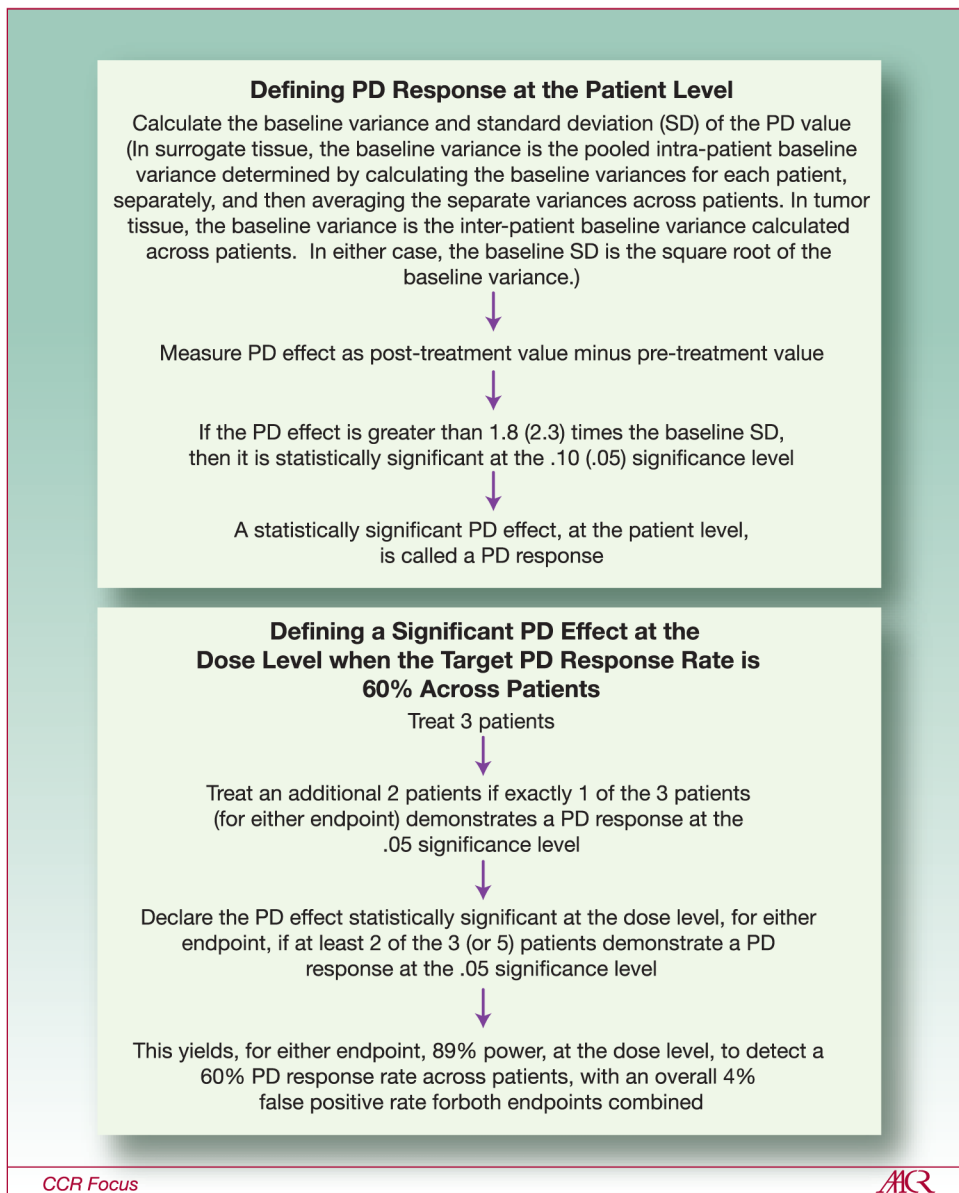 Defining PD Response at the Patient Level
Calculate the baseline variance and standard deviation (SD) of the PD value
(In surrogate tissue, the baseline variance is the pooled intra-patient baseline
variance determined by calculating the baseline variances for each patient,
separately, and then averaging the separate variances across patients. In tumor
tissue, the baseline variance is the inter-patient baseline variance calculated
across patients.  In either case, the baseline SD is the square root of the
baseline variance.)
Measure PD effect as post-treatment value minus pre-treatment value
If the PD effect is greater than 1.8 (2.3) times the baseline SD,
then it is statistically significant at the .10 (.05) significance level
A statistically significant PD effect, at the patient level,
is called a PD response
Defining a Significant PD Effect at the
Dose Level when the Target PD Response Rate is
60% Across Patients
Treat 3 patients
Treat an additional 2 patients if exactly 1 of the 3 patients
(for either endpoint) demonstrates a PD response at the
.05 significance level
Declare the PD effect statistically significant at the dose level, for either
endpoint, if at least 2 of the 3 (or 5) patients demonstrate a PD
response at the .05 significance level
This yields, for either endpoint, 89% power, at the dose level, to detect a
60% PD response rate across patients, with an overall 4%
false positive rate forboth endpoints combined
CCR Focus
AACR